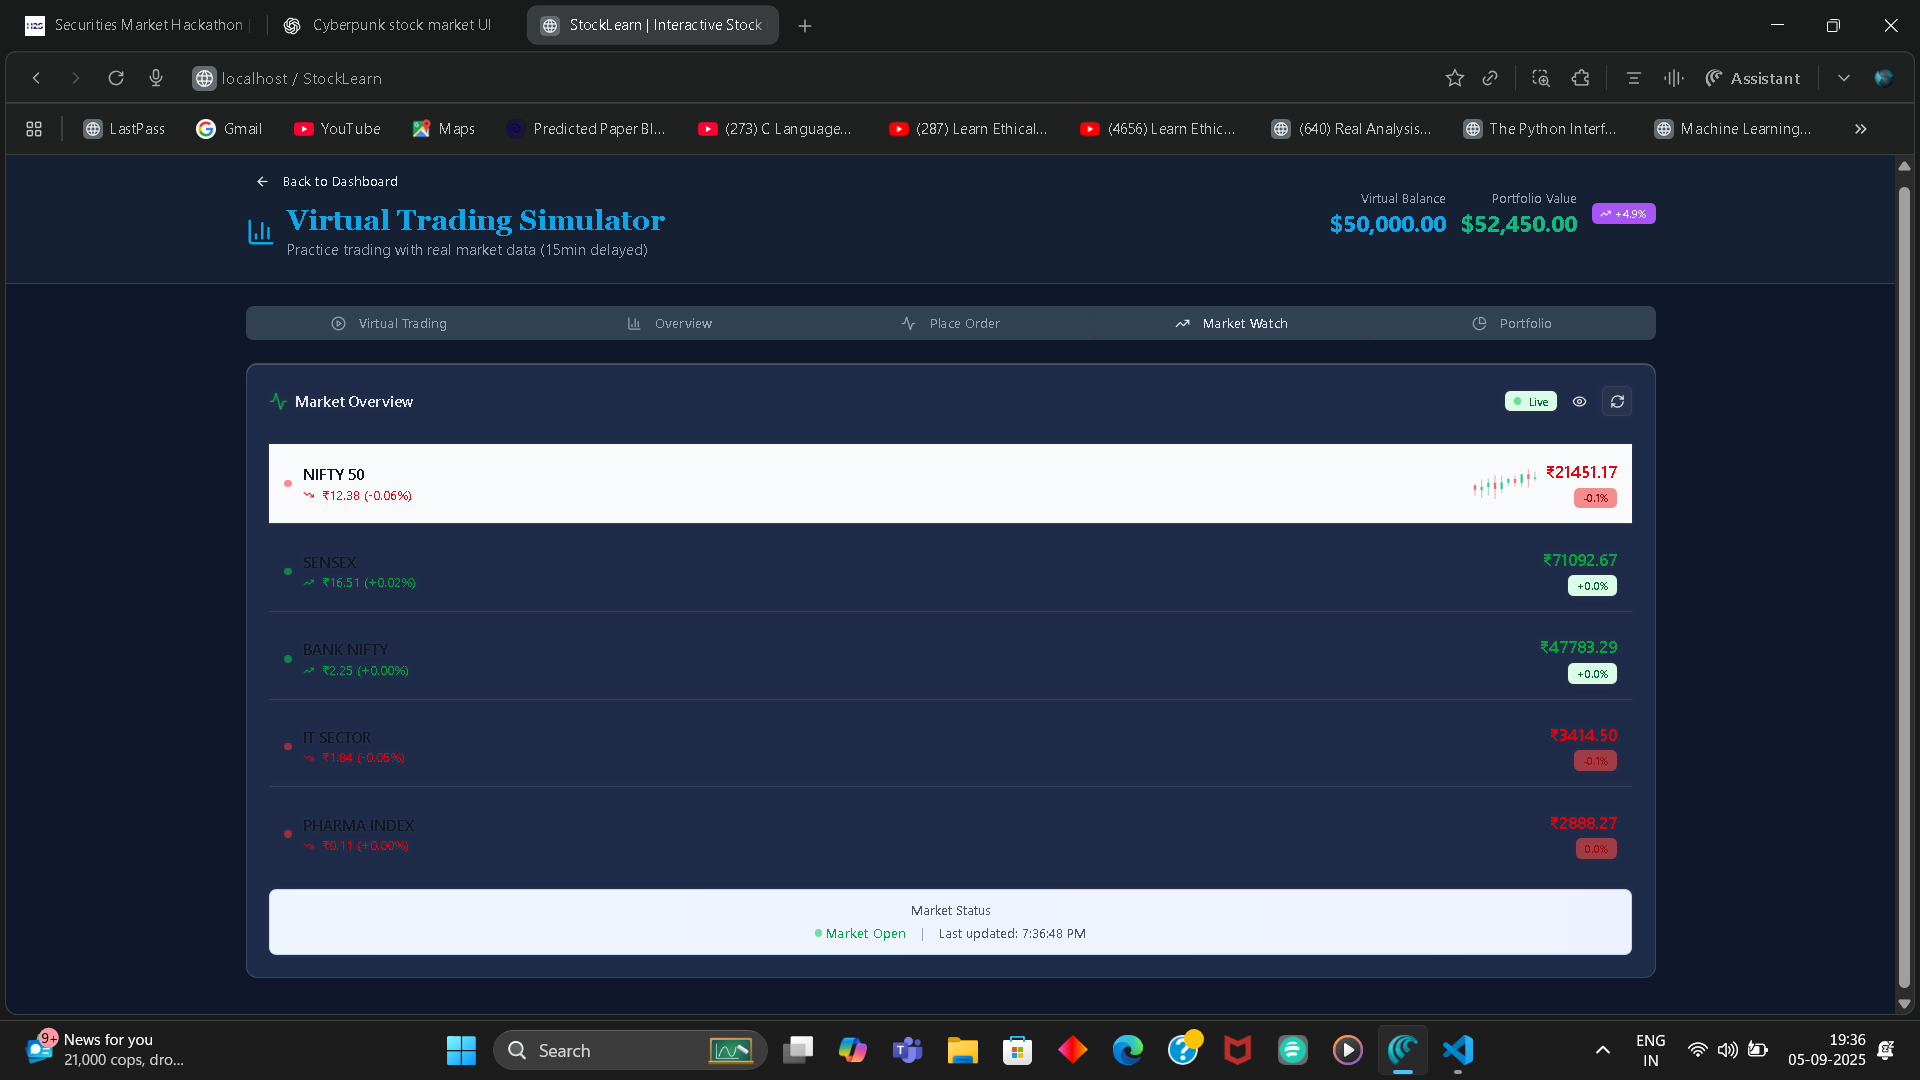 Securities Market Hackathon
Cyberpunk stock market UI
StockLearn | Interactive Stock
localhost / StockLearn
Assistant
LastPass
Gmail
YouTube
Maps
Predicted Paper Bl...
(273) C Language...
(287) Learn Ethical...
(4656) Learn Ethic...
(640) Real Analysis...
The Python Interf...
Machine Learning...
Back to Dashboard
Virtual Trading Simulator
Practice trading with real market data (15min delayed)
Virtual Balance
$50,000.00
Portfolio Value
$52,450.00
+4.9%
Virtual Trading
Overview
Place Order
Market Watch
Portfolio
Market Overview
Live
NIFTY 50
₹12.38 (-0.06%)
₹21451.17
-0.1%
SENSEX
₹16.51 (+0.02%)
₹71092.67
+0.0%
BANK NIFTY
₹2.25 (+0.00%)
₹47783.29
+0.0%
IT SECTOR
₹1.84 (-0.05%)
₹3414.50
-0.1%
PHARMA INDEX
₹0.11 (+0.00%)
₹2888.27
0.0%
Market Status
Market Open | Last updated: 7:36:48 PM
9+
News for you
21,000 cops, dro...
Search
ENG
IN
19:36
05-09-2025